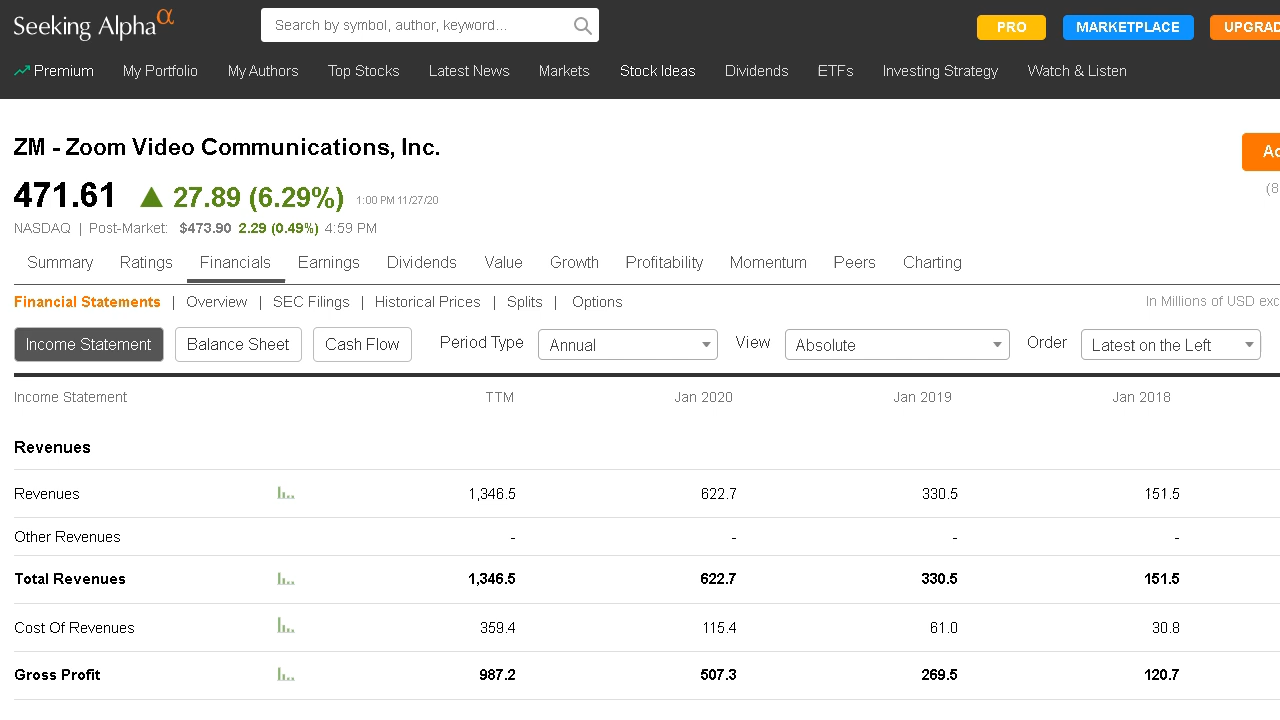 Seeking Alpha α
Search by symbol, author, keyword...
PRO MARKETPLACE
Premium My Portfolio My Authors Top Stocks Latest News Markets Stock Ideas Dividends ETFs Investing Strategy Watch & Listen
ZM - Zoom Video Communications, Inc.
471.61 ▲ 27.89 (6.29%) 1:00 PM 11/27/20
NASDAQ | Post-Market: $473.90 2.29 (0.49%) 4:59 PM
Summary Ratings Financials Earnings Dividends Value Growth Profitability Momentum Peers Charting
Financial Statements | Overview | SEC Filings | Historical Prices | Splits | Options In Millions of USD
Income Statement Balance Sheet Cash Flow Period Type Annual View Absolute Order Latest on the Left
Income Statement TTM Jan 2020 Jan 2019 Jan 2018
Revenues
Revenues 1,346.5 622.7 330.5 151.5
Other Revenues - - - -
Total Revenues 1,346.5 622.7 330.5 151.5
Cost Of Revenues 359.4 115.4 61.0 30.8
Gross Profit 987.2 507.3 269.5 120.7